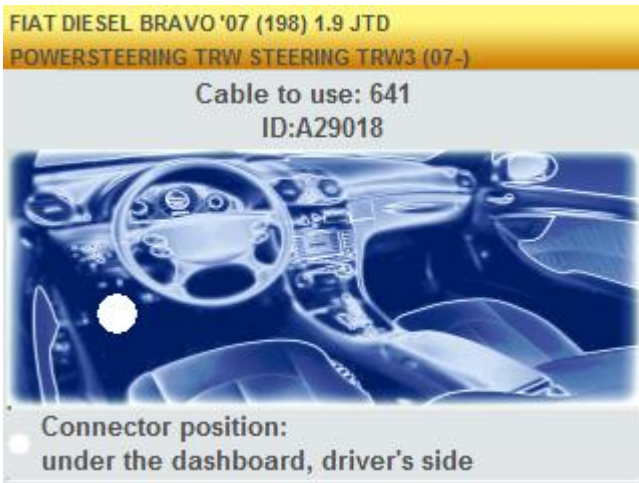 FIAT DIESEL BRAVO '07 (198) 1.9 JTD
POWERSTEERING TRW STEERING TRW3 (07-)
Cable to use: 641
ID:A29018
Connector position:
under the dashboard, driver's side